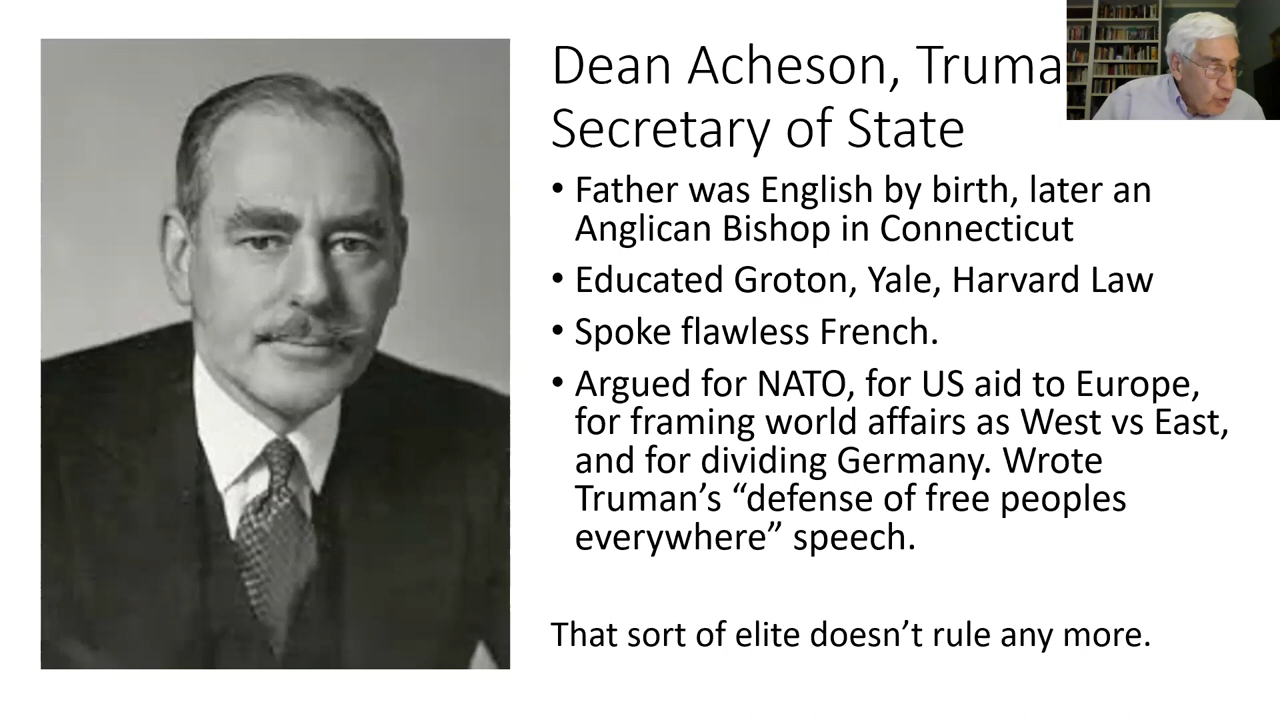 Dean Acheson, Truma
Secretary of State
• Father was English by birth, later an
Anglican Bishop in Connecticut
• Educated Groton, Yale, Harvard Law
• Spoke flawless French.
• Argued for NATO, for US aid to Europe,
for framing world affairs as West vs East,
and for dividing Germany. Wrote
Truman’s “defense of free peoples
everywhere” speech.
That sort of elite doesn’t rule any more.